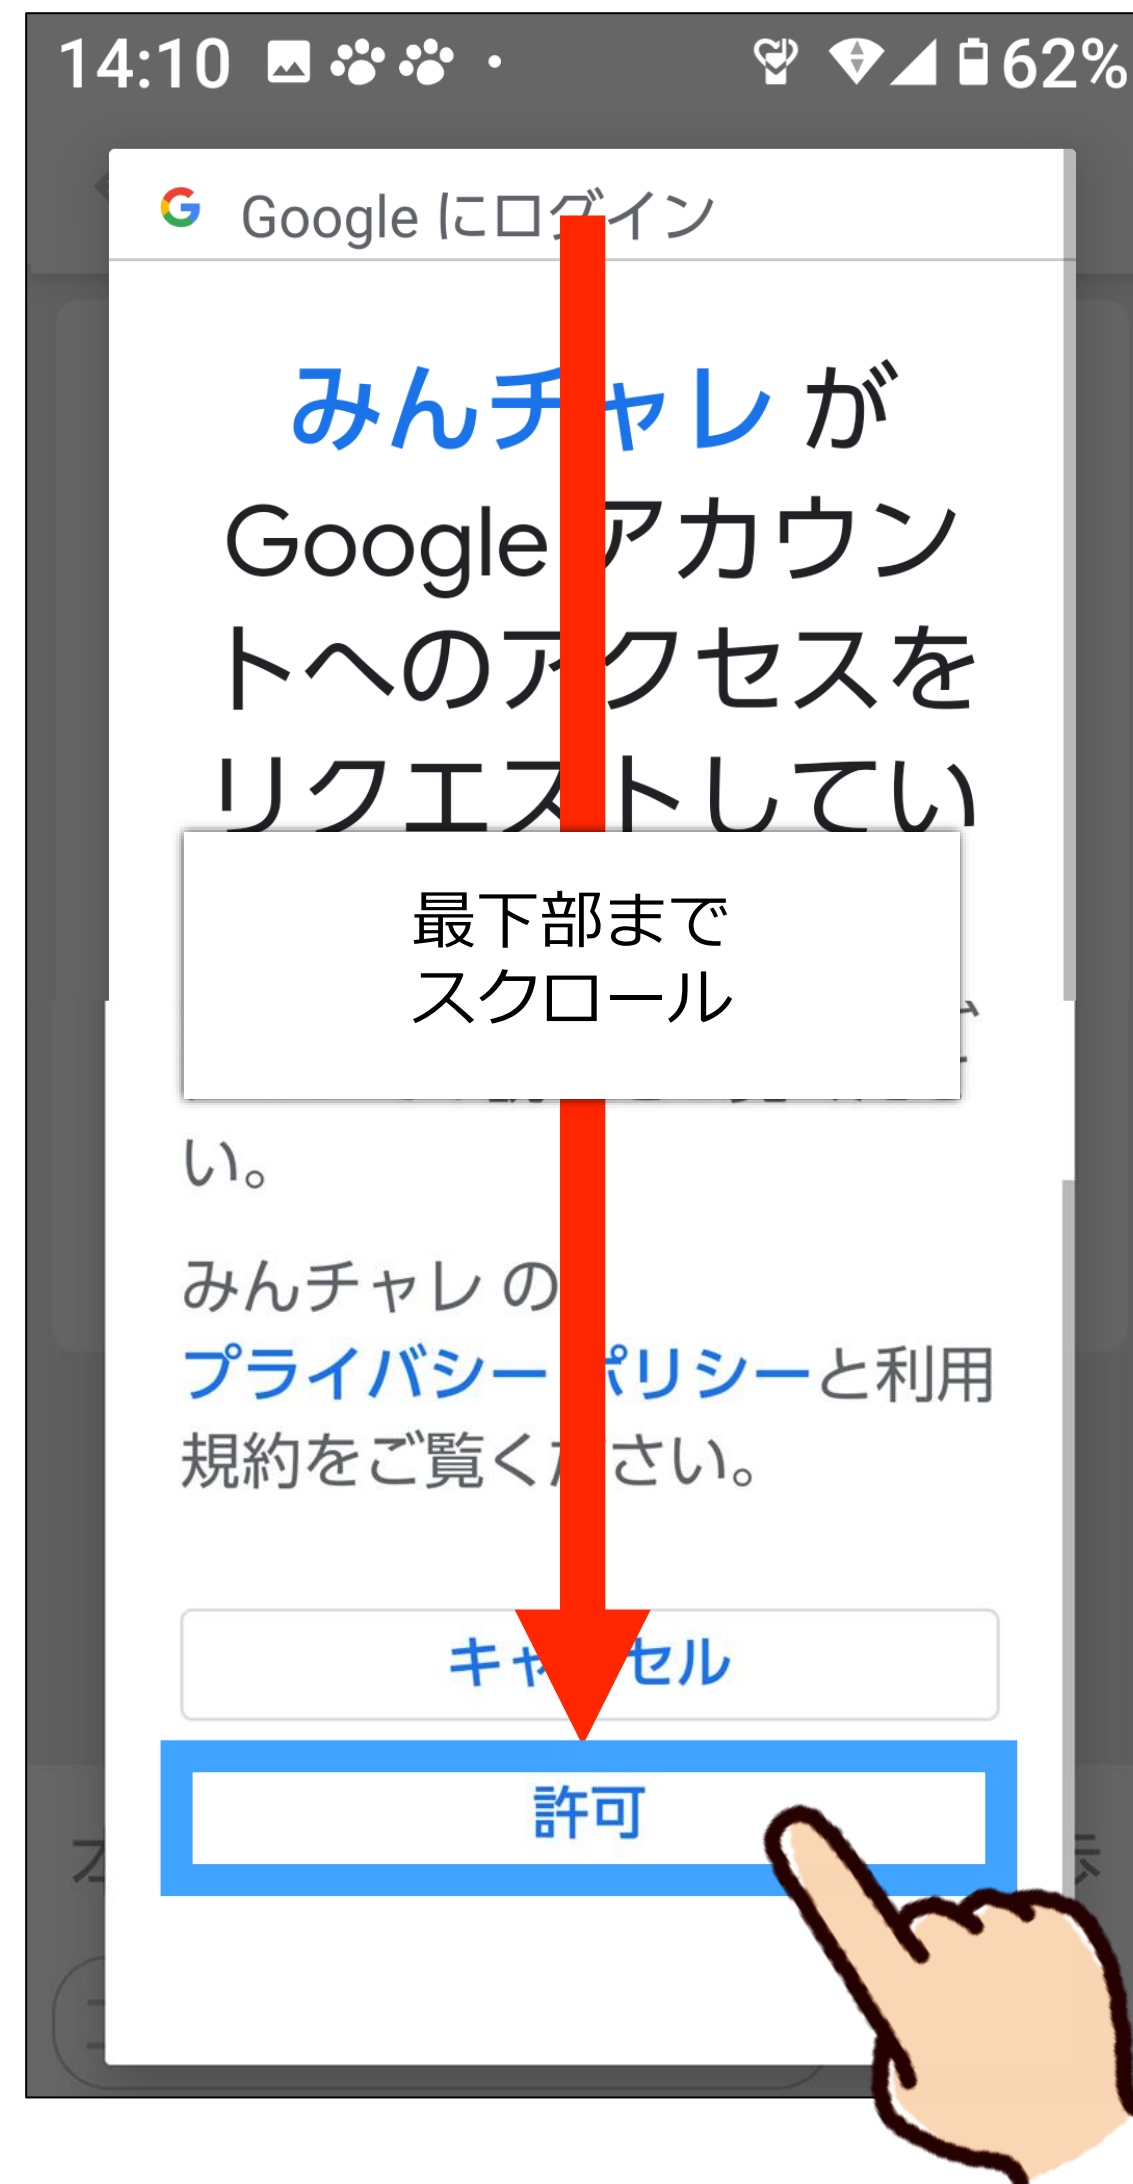 14:10
62%
Google にログイン
みんチャレ が
Google アカウン
トへのアクセスを
リクエストしてい
最下部まで
スクロール
い。
みんチャレ の
プライバシー ポリシーと利用
規約をご覧ください。
キャンセル
許可